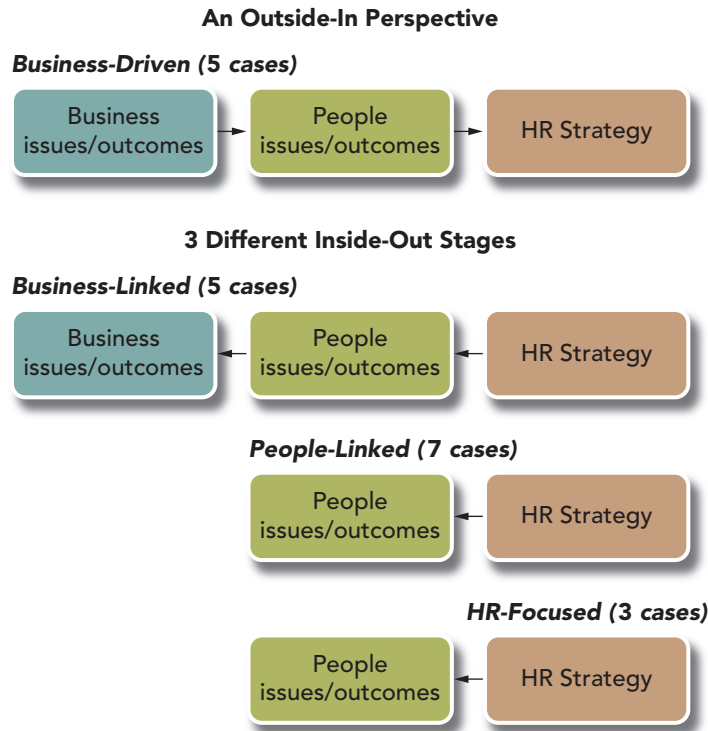 An Outside-In Perspective
Business-Driven (5 cases)
Business
issues/outcomes
People
issues/outcomes
HR Strategy
3 Different Inside-Out Stages
Business-Linked (5 cases)
Business
issues/outcomes
People
issues/outcomes
HR Strategy
People-Linked (7 cases)
People
issues/outcomes
HR Strategy
HR-Focused (3 cases)
People
issues/outcomes
HR Strategy